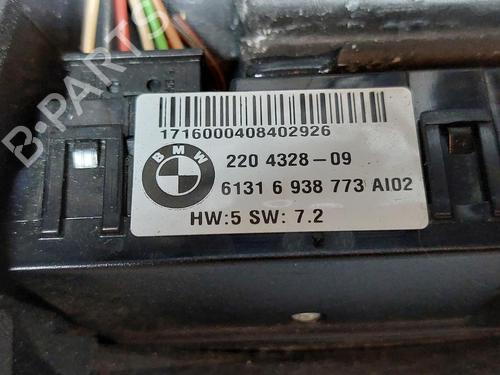 B-PARTS
1716000408402926
BMW
220 4328-09
6131 6 938 773 AI02
HW:5 SW: 7.2